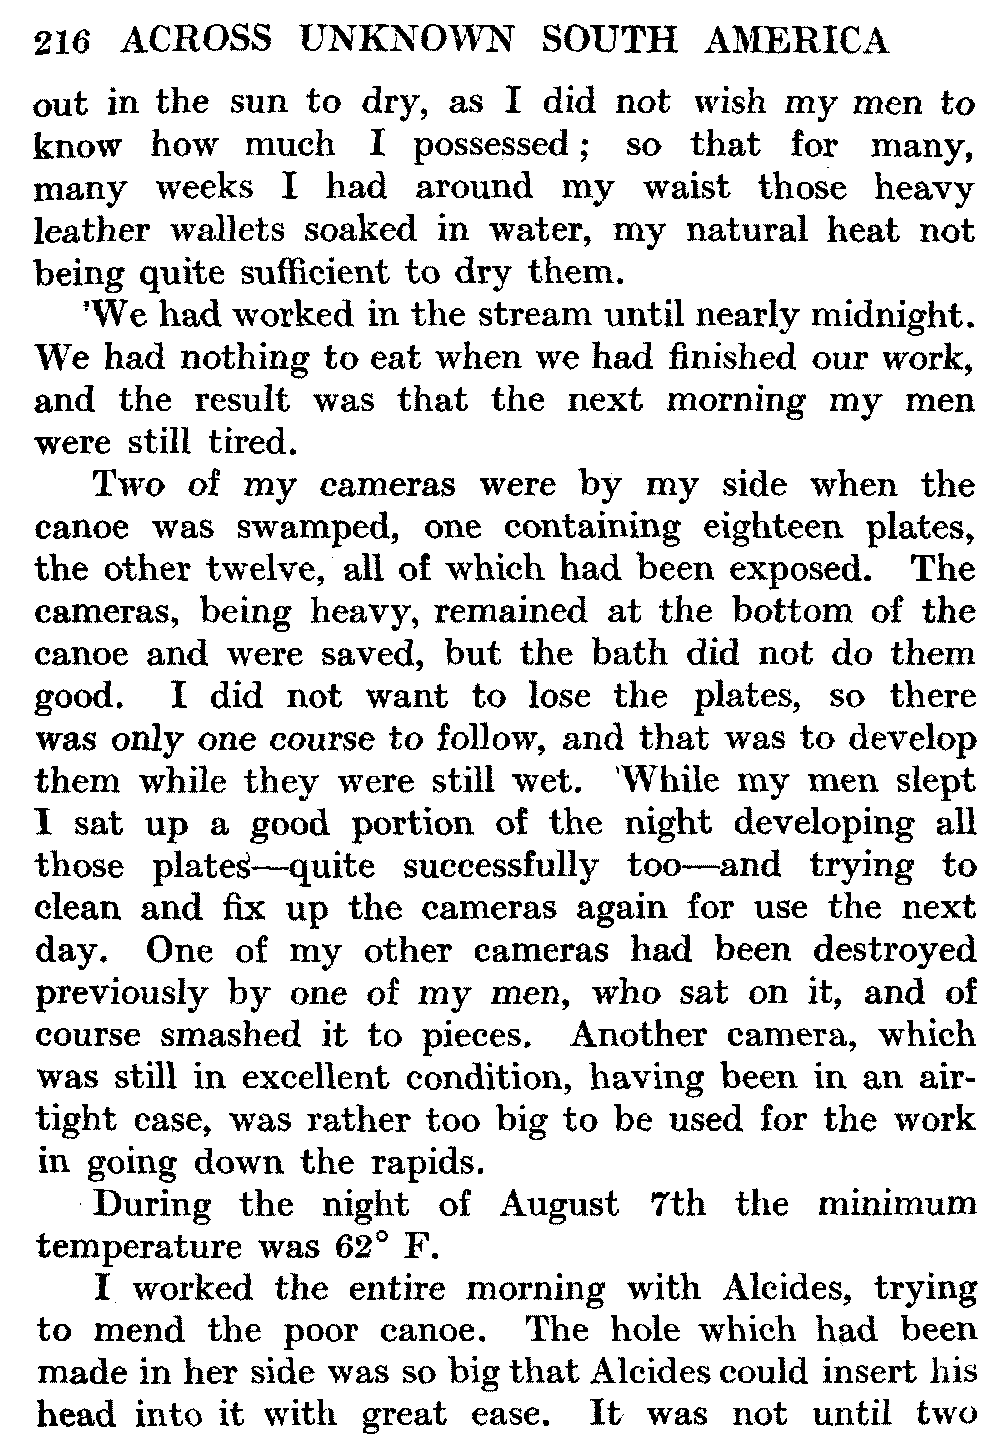 216 ACROSS UNKNOWN SOUTH AMERICA
out in the sun to dry, as I did not wish my men to
know how much I possessed; so that for many,
many weeks I had around my waist those heavy
leather wallets soaked in water, my natural heat not
being quite sufficient to dry them.
'We had worked in the stream until nearly midnight.
We had nothing to eat when we had finished our work,
and the result was that the next morning my men
were still tired.
Two of my cameras were by my side when the
canoe was swamped, one containing eighteen plates,
the other twelve, all of which had been exposed. The
cameras, being heavy, remained at the bottom of the
canoe and were saved, but the bath did not do them
good. I did not want to lose the plates, so there
was only one course to follow, and that was to develop
them while they were still wet. 'While my men slept
I sat up a good portion of the night developing all
those plates—quite successfully too—and trying to
clean and fix up the cameras again for use the next
day. One of my other cameras had been destroyed
previously by one of my men, who sat on it, and of
course smashed it to pieces. Another camera, which
was still in excellent condition, having been in an air-
tight case, was rather too big to be used for the work
in going down the rapids.
During the night of August 7th the minimum
temperature was 62° F.
I worked the entire morning with Alcides, trying
to mend the poor canoe. The hole which had been
made in her side was so big that Alcides could insert his
head into it with great ease. It was not until two